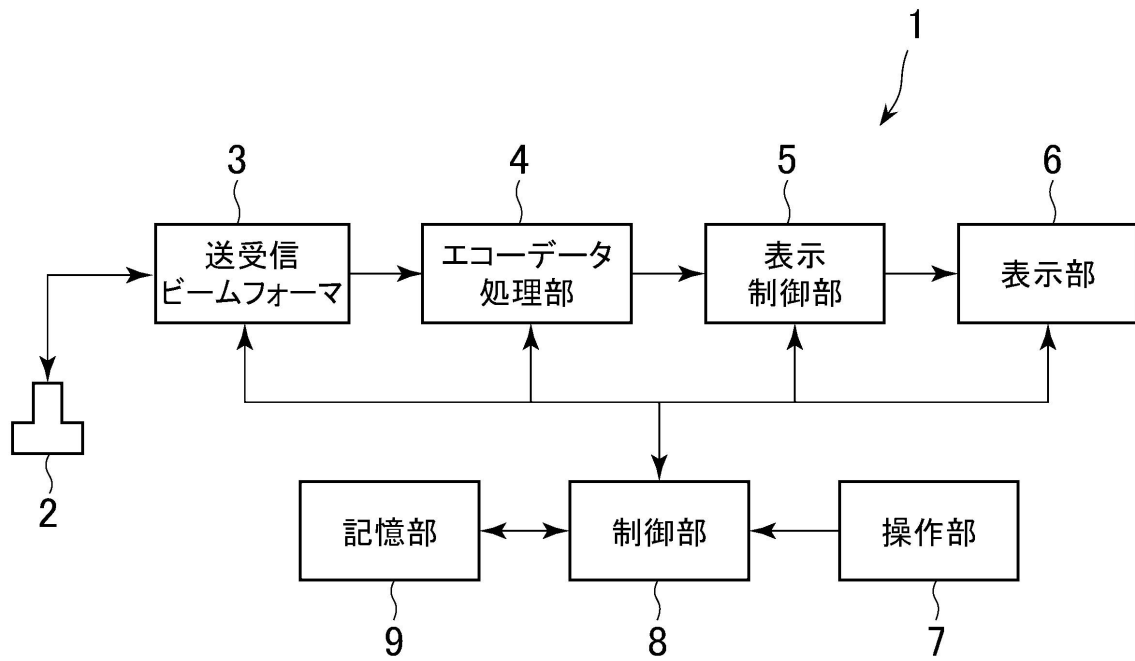 1
3
4
5
6
送受信
ビームフォーマ
エコーデータ
処理部
表示
制御部
表示部
2
記憶部
制御部
操作部
9
8
7